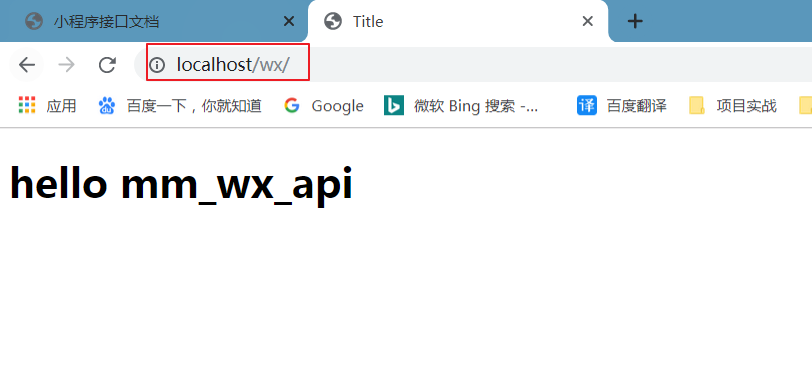 小程序接口文档
Title
localhost/wx/
应用
百度一下，你就知道
Google
微软 Bing 搜索 -...
译 百度翻译
项目实战
hello mm_wx_api